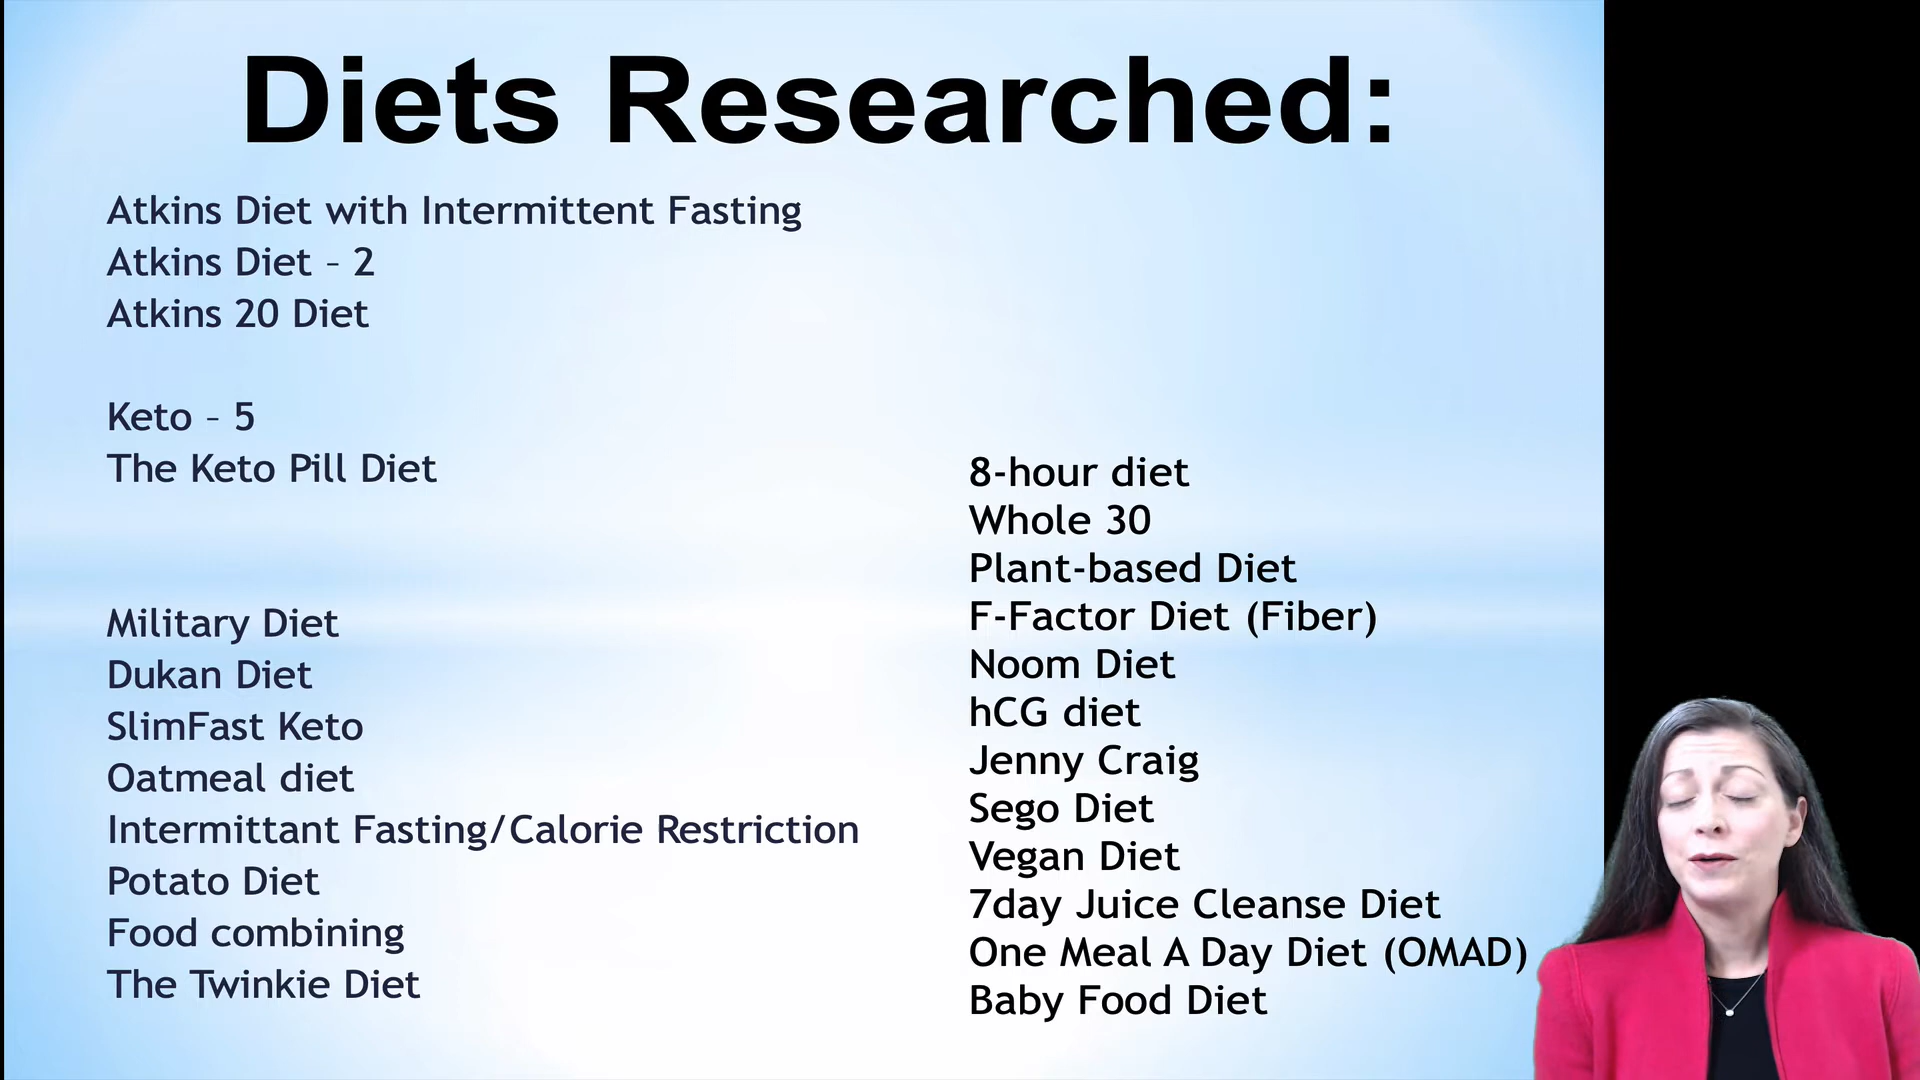 Diets Researched:
Atkins Diet with Intermittent Fasting
Atkins Diet – 2
Atkins 20 Diet
Keto – 5
The Keto Pill Diet
Military Diet
Dukan Diet
SlimFast Keto
Oatmeal diet
Intermittant Fasting/Calorie Restriction
Potato Diet
Food combining
The Twinkie Diet
8-hour diet
Whole 30
Plant-based Diet
F-Factor Diet (Fiber)
Noom Diet
hCG diet
Jenny Craig
Sego Diet
Vegan Diet
7day Juice Cleanse Diet
One Meal A Day Diet (OMAD)
Baby Food Diet